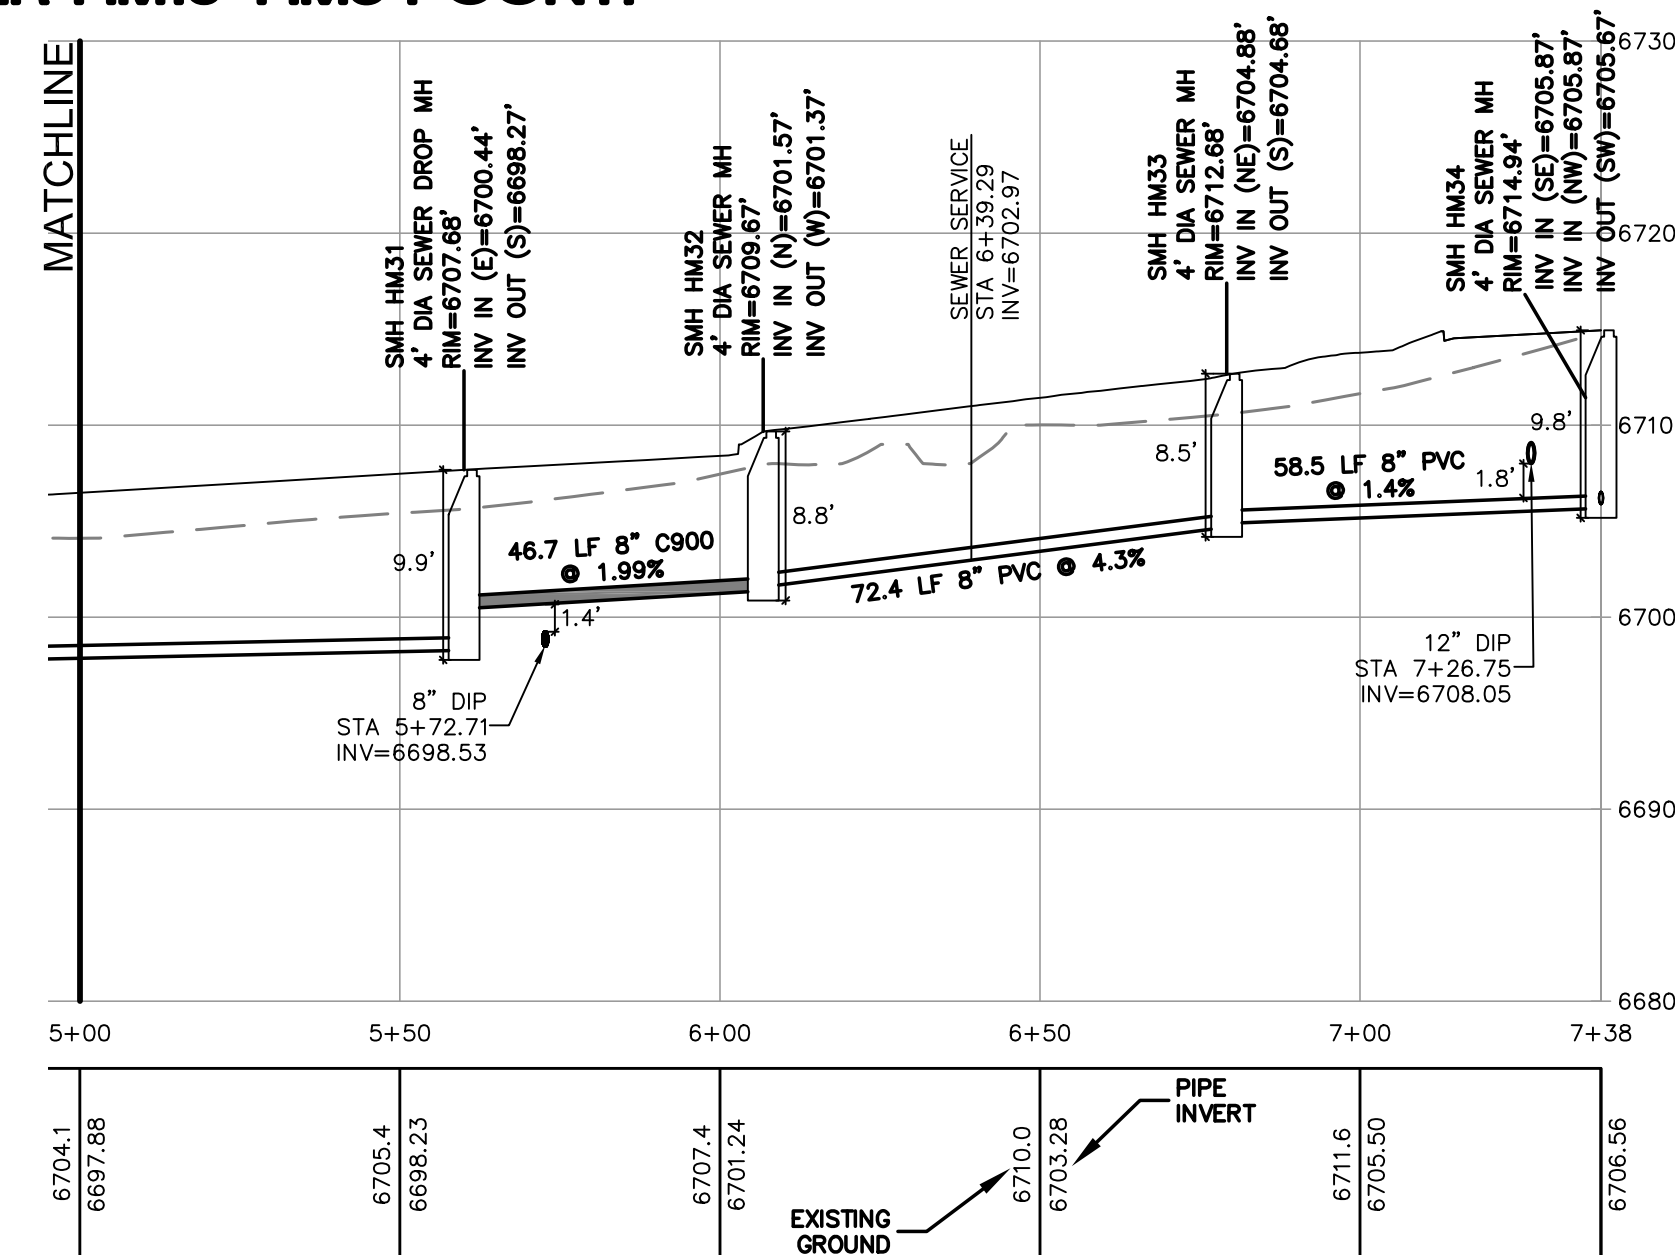 MATCHLINE
SMH HM31
4' DIA SEWER DROP MH
RIM=6707.68'
INV IN (E)=6700.44'
INV OUT (S)=6698.27'
SMH HM32
4' DIA SEWER MH
RIM=6709.67'
INV IN (N)=6701.57'
INV OUT (W)=6701.37'
SEWER SERVICE
STA 6+39.29
INV=6702.97
SMH HM33
4' DIA SEWER MH
RIM=6712.68'
INV IN (NE)=6704.88'
INV OUT (S)=6704.68'
SMH HM34
4' DIA SEWER MH
RIM=6714.94'
INV IN (SE)=6705.87'
INV IN (NW)=6705.87'
INV OUT (SW)=6705.67'
6730
6720
6710
6700
6690
6680
9.9'
46.7 LF 8" C900
@ 1.99%
1.4'
8.8'
72.4 LF 8" PVC @ 4.3%
8.5'
58.5 LF 8" PVC
@ 1.4%
1.8'
9.8'
8" DIP
STA 5+72.71
INV=6698.53
12" DIP
STA 7+26.75
INV=6708.05
5+00
5+50
6+00
6+50
7+00
7+38
6704.1
6697.88
6705.4
6698.23
6707.4
6701.24
6710.0
6703.28
6711.6
6705.50
6706.56
PIPE
INVERT
EXISTING
GROUND